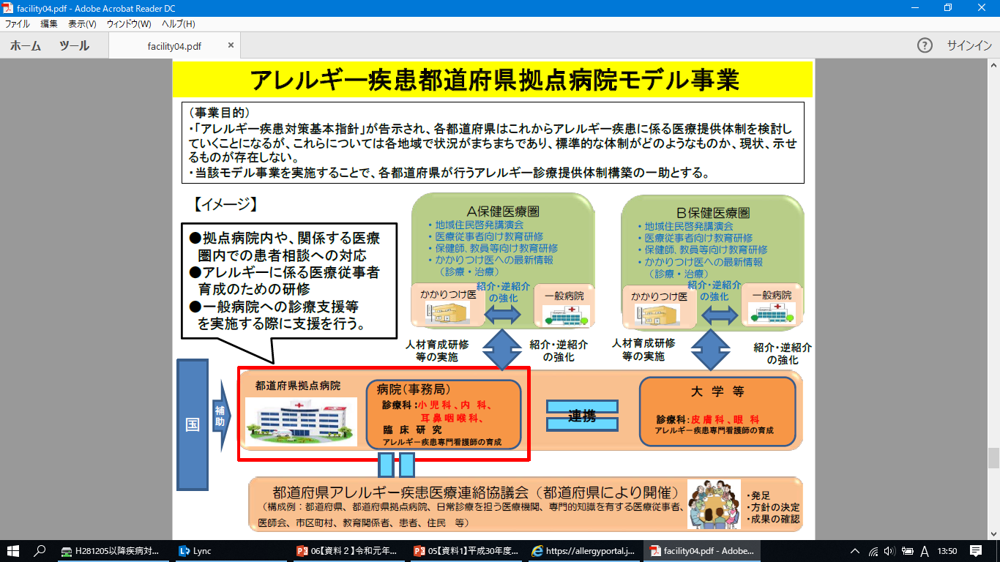 facility04.pdf - Adobe Acrobat Reader DC
ファイル 編集 表示(V) ウィンドウ(W) ヘルプ(H)
ホーム ツール facility04.pdf × ? サインイン
アレルギー疾患都道府県拠点病院モデル事業
（事業目的）
・「アレルギー疾患対策基本指針」が告示され、各都道府県はこれからアレルギー疾患に係る医療提供体制を検討し
ていくことになるが、これらについては各地域で状況がまちまちであり、標準的な体制がどのようなものか、現状、示せ
るものが存在しない。
・当該モデル事業を実施することで、各都道府県が行うアレルギー診療提供体制構築の一助とする。
【イメージ】
●拠点病院内や、関係する医療
圏内での患者相談への対応
●アレルギーに係る医療従事者
育成のための研修
●一般病院への診療支援等
を実施する際に支援を行う。
A保健医療圏
・地域住民啓発講演会
・医療従事者向け教育研修
・保健師、教員等向け教育研修
・かかりつけ医への最新情報
（診療・治療）
かかりつけ医
紹介・逆紹介
の強化
一般病院
B保健医療圏
・地域住民啓発講演会
・医療従事者向け教育研修
・保健師、教員等向け教育研修
・かかりつけ医への最新情報
（診療・治療）
かかりつけ医
紹介・逆紹介
の強化
一般病院
人材育成研修
等の実施
紹介・逆紹介
の強化
人材育成研修
等の実施
紹介・逆紹介
の強化
国
補助
都道府県拠点病院
病院（事務局）
診療科：小児科、内 科、
耳鼻咽喉科、
臨 床 研 究
アレルギー疾患専門看護師の育成
連携
大 学 等
診療科：皮膚科、眼 科
アレルギー疾患専門看護師の育成
都道府県アレルギー疾患医療連絡協議会（都道府県により開催）
（構成例：都道府県、都道府県拠点病院、日常診療を担う医療機関、専門的知識を有する医療従事者、
医師会、市区町村、教育関係者、患者、住民 等）
・発足
・方針の決定
・成果の確認
H281205以降疾病対... Lync 06【資料２】令和元年... 05【資料1】平成30年度... https://allergyportal.j... facility04.pdf - Adobe... A 13:50